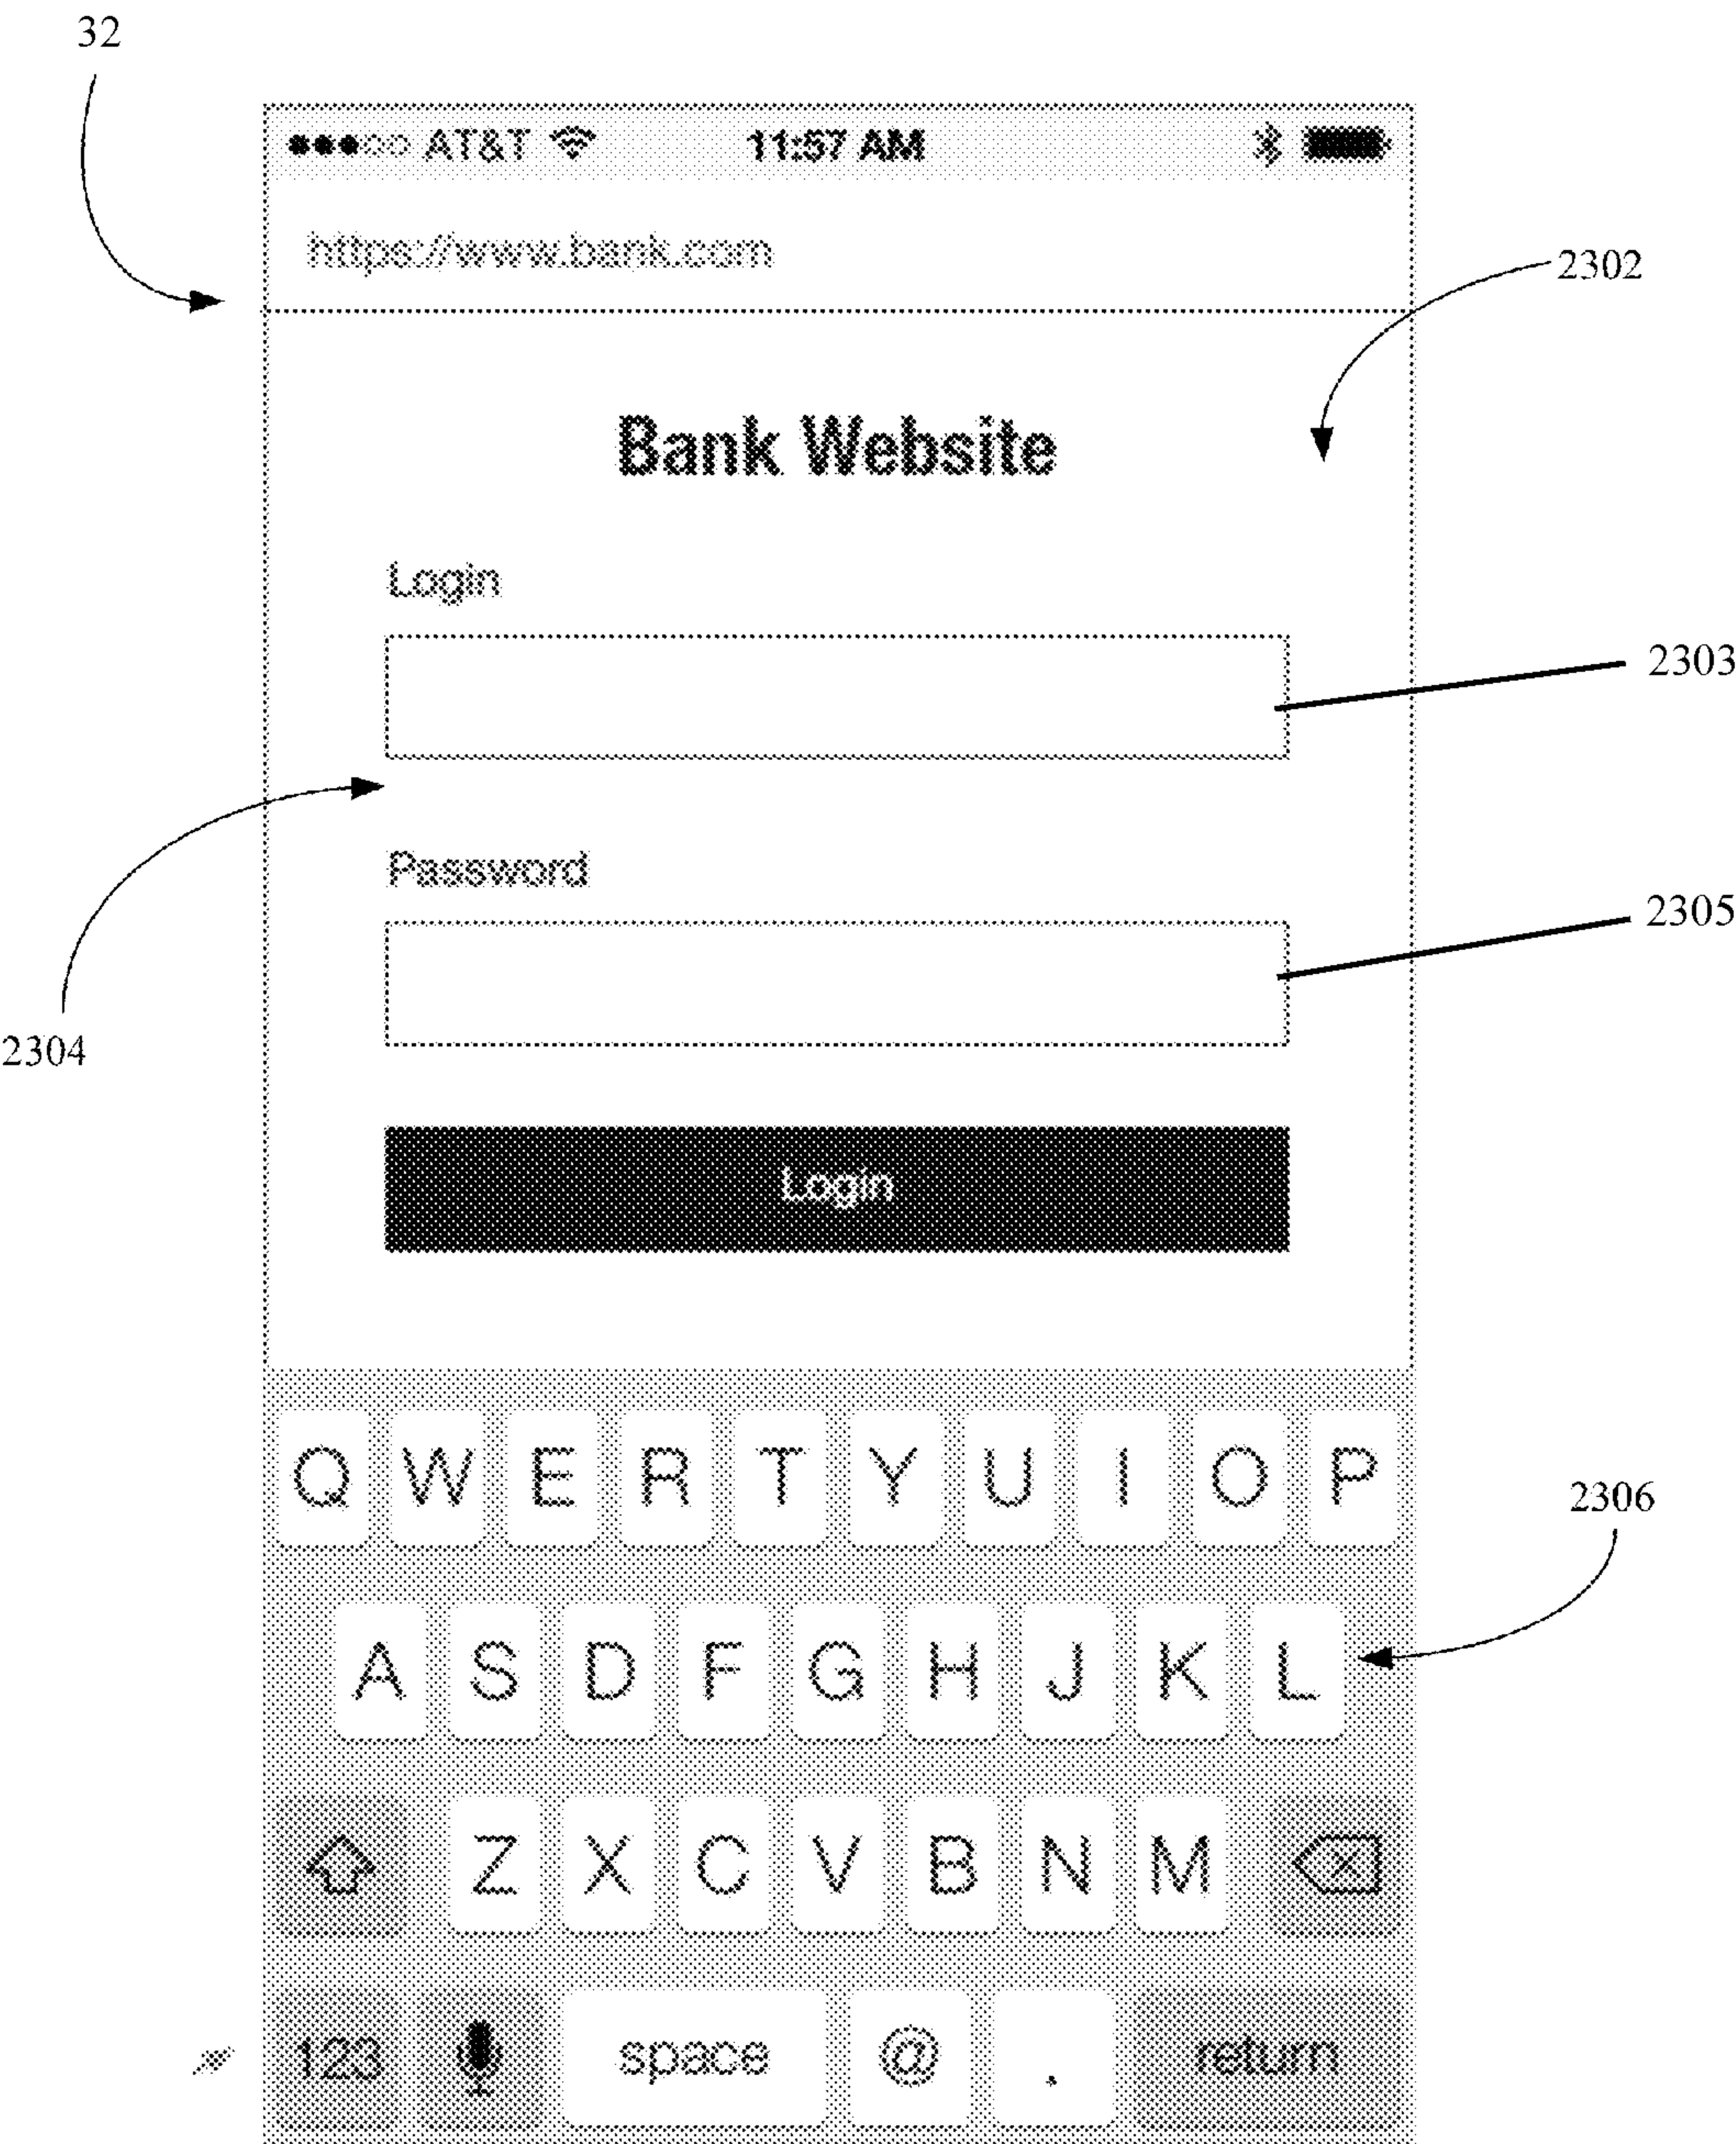 32
AT&T 11:57 AM
https://www.bank.com
2302
Bank Website
Login
2303
Password
2305
2304
Login
Q W E R T Y U I O P
2306
A S D F G H J K L
Z X C V B N M
123 space @ . return